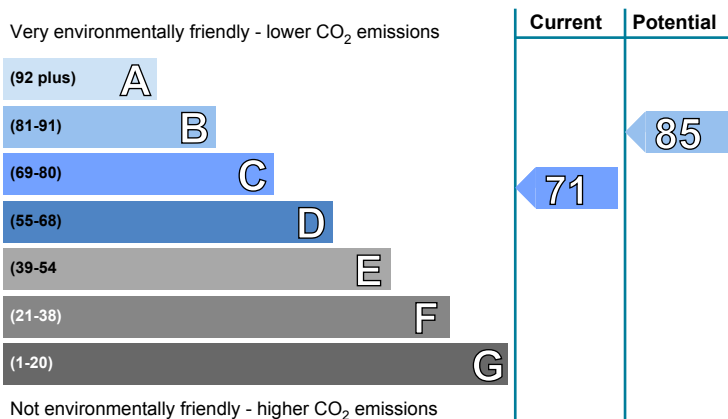 Current Potential
Very environmentally friendly - lower CO2 emissions
(92 plus) A
(81-91) B
85
(69-80) C
71
(55-68) D
(39-54 E
(21-38) F
(1-20) G
Not environmentally friendly - higher CO2 emissions